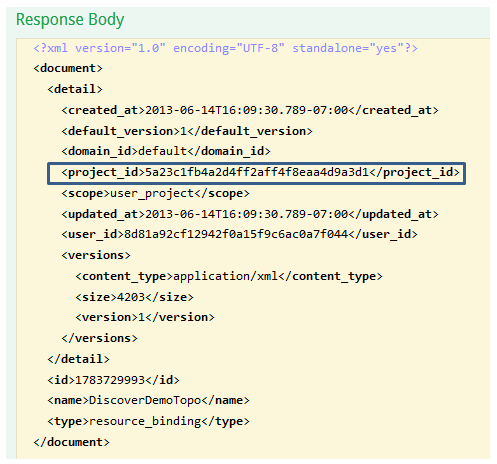 Response Body
<?xml version="1.0" encoding="UTF-8" standalone="yes"?>
<document>
<detail>
<created_at>2013-06-14T16:09:30.789-07:00</created_at>
<default_version>1</default_version>
<domain_id>default</domain_id>
<project_id>5a23c1fb4a2d4ff2aff4f8eaa4d9a3d1</project_id>
<scope>user_project</scope>
<updated_at>2013-06-14T16:09:30.789-07:00</updated_at>
<user_id>8d81a92cf12942f0a15f9c6ac0a7f044</user_id>
<versions>
<content_type>application/xml</content_type>
<size>4203</size>
<version>1</version>
</versions>
</detail>
<id>1783729993</id>
<name>DiscoverDemoTopo</name>
<type>resource_binding</type>
</document>